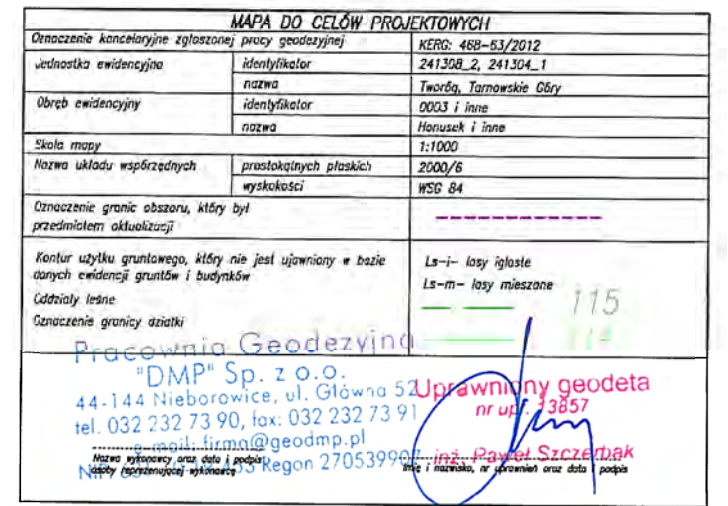 MAPA DO CELÓW PROJEKTOWYCH
Oznaczenie kancelaryjne zgłoszonej pracy geodezyjnej KERG: 468-63/2012
Jednostka ewidencyjna identyfikator 241308_2, 241304_1
nazwa Tworóg, Tarnowskie Góry
Obręb ewidencyjny identyfikator 0003 i inne
nazwa Hanusek i inne
Skala mapy 1:1000
Nazwa układu współrzędnych prostokątnych płaskich 2000/6
wyskokości WSG 84
Oznaczenie granic obszaru, który był
przedmiotem aktualizacji
Kontur użytku gruntowego, który nie jest ujawniony w bazie
danych ewidencji gruntów i budynków
Ls-i- lasy iglaste
Ls-m- lasy mieszane
Oddziały leśne 115
Oznaczenie granicy działki
Pracownia Geodezyjna
"DMP" Sp. z o.o.
44-144 Nieborowice, ul. Główna 52
tel. 032 232 73 90, fax: 032 232 73 91
e-mail: firma@geodmp.pl
Regon 270539907
Nazwa wykonawcy oraz data i podpis
osoby reprezenującej wykonawcę
Uprawniony geodeta
nr upr. 13857
inż. Paweł Szczerbak
Imię i nazwisko, nr uprawnień oraz data i podpis